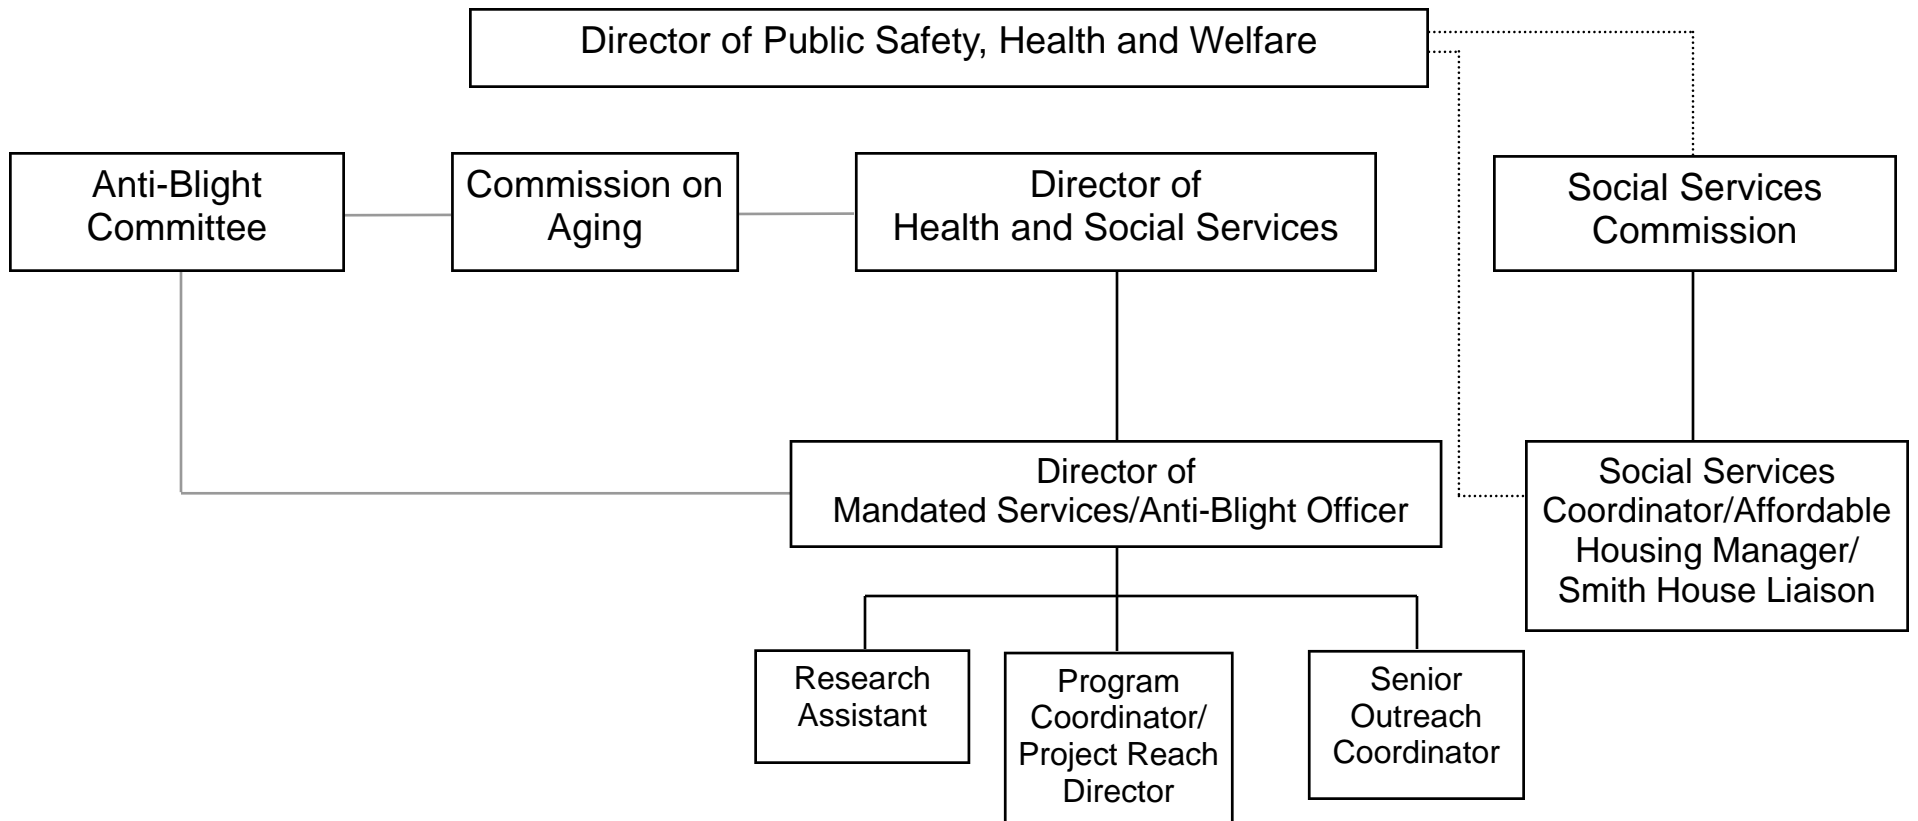 Director of Public Safety, Health and Welfare
Anti-Blight
Committee
Commission on
Aging
Director of
Health and Social Services
Social Services
Commission
Director of
Mandated Services/Anti-Blight Officer
Social Services
Coordinator/Affordable
Housing Manager/
Smith House Liaison
Research
Assistant
Program
Coordinator/
Project Reach
Director
Senior
Outreach
Coordinator